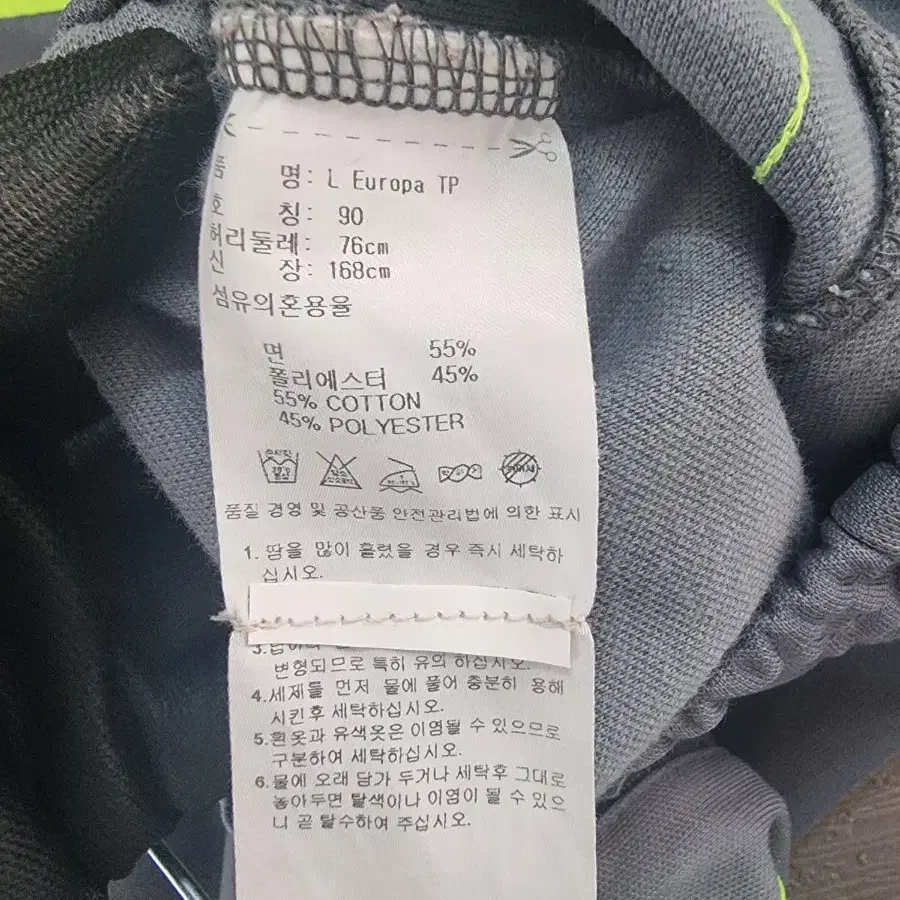 품 명: L Europa TP
호 칭: 90
허리둘레: 76cm
신 장: 168cm
섬유의혼용율
면 55%
폴리에스터 45%
55% COTTON
45% POLYESTER
품질 경영 및 공산품 안전관리법에 의한 표시
1. 땀을 많이 흘렸을 경우 즉시 세탁하
십시오.
3.
변형되므로 특히 유의 하십시오.
4.세제를 먼저 물에 풀어 충분히 용해
시킨후 세탁하십시오.
5.흰옷과 유색옷은 이염될 수 있으므로
구분하여 세탁하십시오.
6.물에 오래 담가 두거나 세탁후 그대로
놓아두면 탈색이나 이염이 될 수 있으
니 곧 탈수하여 주십시오.